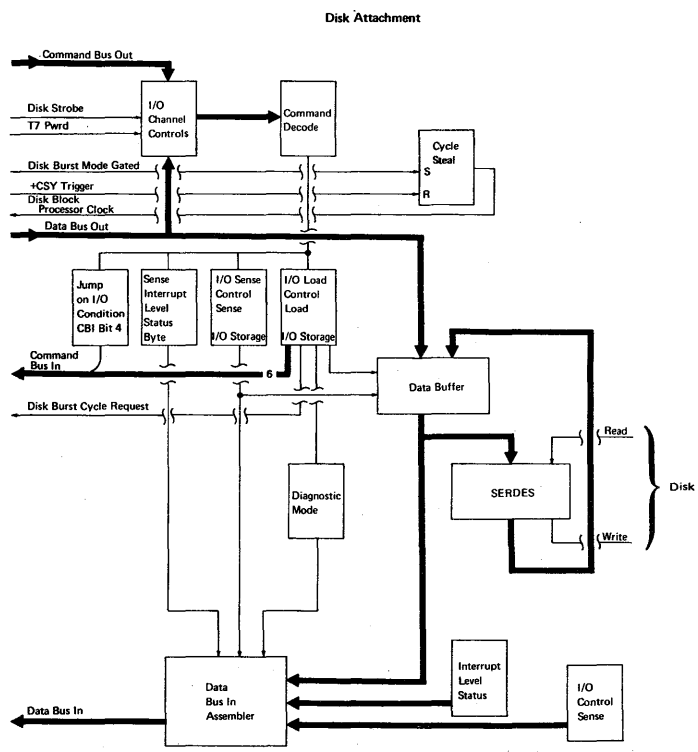 Disk Attachment
Command Bus Out
I/O
Channel
Controls
Command
Decode
Disk Strobe
T7 Pwrd
Cycle
Steal
S
R
Disk Burst Mode Gated
+CSY Trigger
Disk Block
Processor Clock
Data Bus Out
Jump
on I/O
Condition
CBI Bit 4
Sense
Interrupt
Level
Status
Byte
I/O Sense
Control
Sense
I/O Storage
I/O Load
Control
Load
I/O Storage
Command
Bus In
6
Data Buffer
Disk Burst Cycle Request
Read
SERDES
Disk
Diagnostic
Mode
Write
Interrupt
Level
Status
Data
Bus In
Assembler
I/O
Control
Sense
Data Bus In